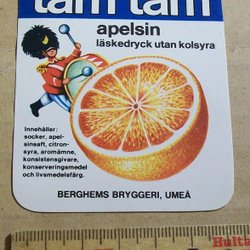 tam tam
apelsin
läskedryck utan kolsyra
Innehåller:
socker, apel-
sinsaft, citron-
syra, aromämne,
konsistensgivare,
konserveringsmedel
och livsmedelsfärg.
BERGHEMS BRYGGERI, UMEÅ
Hultb